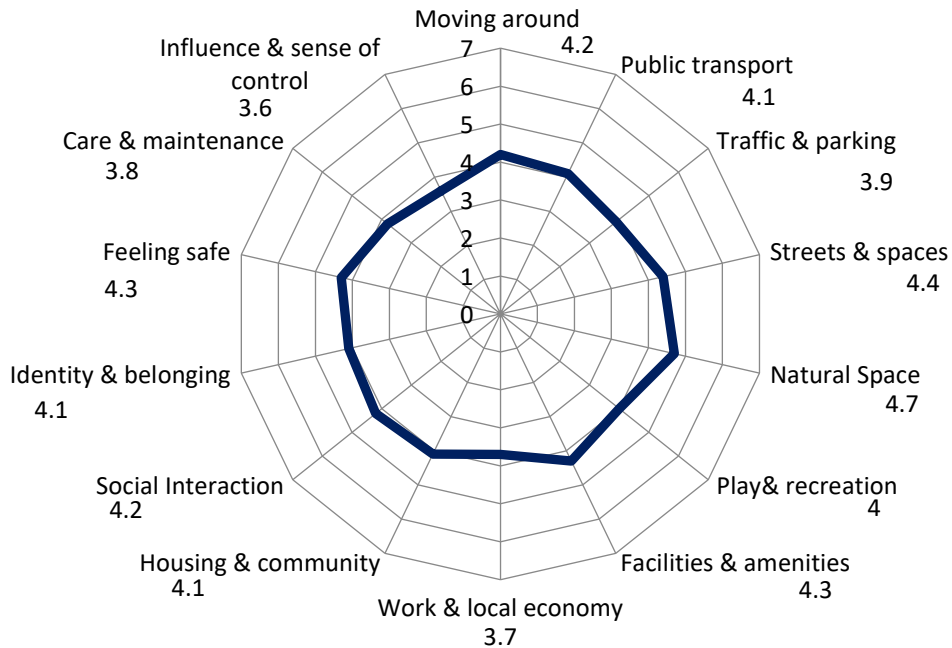 Moving around
4.2
Public transport
4.1
Traffic & parking
3.9
Streets & spaces
4.4
Natural Space
4.7
Play& recreation
4
Facilities & amenities
4.3
Work & local economy
3.7
Housing & community
4.1
Social Interaction
4.2
Identity & belonging
4.1
Feeling safe
4.3
Care & maintenance
3.8
Influence & sense of
control
3.6
7
6
5
4
3
2
1
0